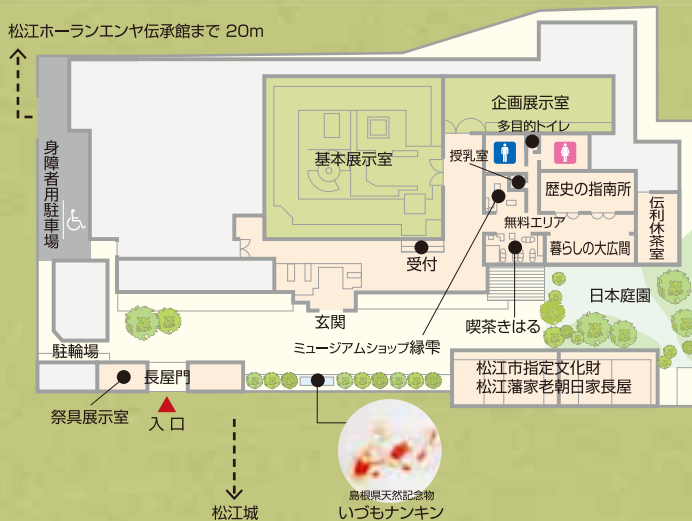 松江ホーランエンヤ伝承館まで 20m
身障者用駐車場
基本展示室
企画展示室
多目的トイレ
授乳室
歴史の指南所
無料エリア
暮らしの大広間
伝利休茶室
受付
喫茶きはる
日本庭園
玄関
ミュージアムショップ縁雫
駐輪場
長屋門
松江市指定文化財
松江藩家老朝日家長屋
祭具展示室
入口
松江城
島根県天然記念物
いづもナンキン